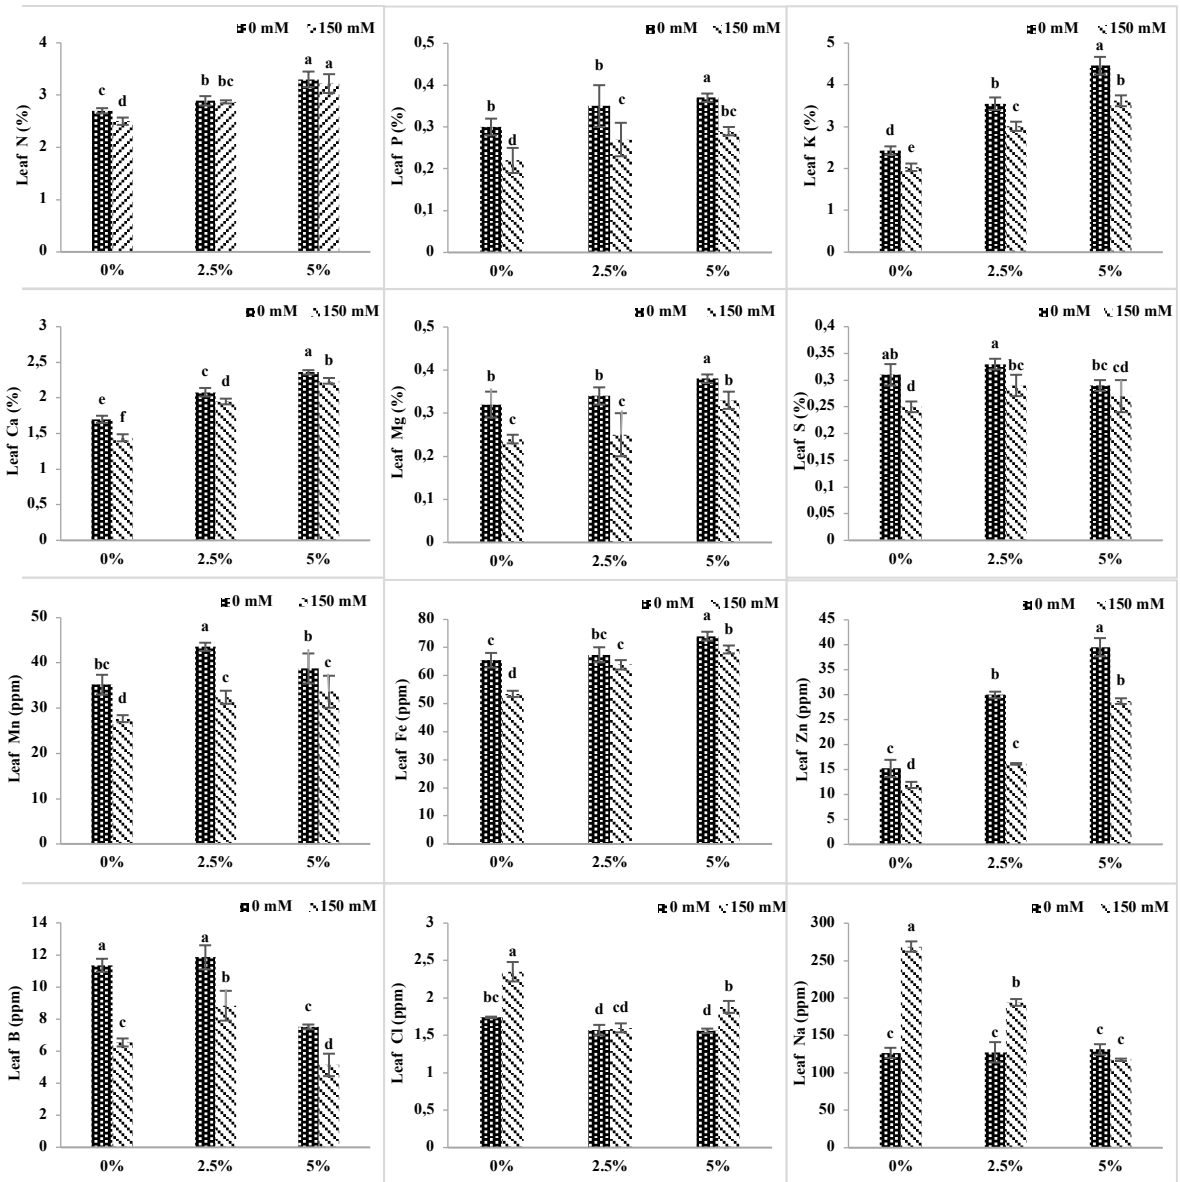 0 mM 150 mM
Leaf N (%)
4
3
2
1
0
c d b bc a a
0% 2.5% 5%
0 mM 150 mM
Leaf P (%)
0,5
0,4
0,3
0,2
0,1
0
b d b c a bc
0% 2.5% 5%
0 mM 150 mM
Leaf K (%)
5
4
3
2
1
0
d e b c a b
0% 2.5% 5%
0 mM 150 mM
Leaf Ca (%)
3
2,5
2
1,5
1
0,5
0
e f c d a b
0% 2.5% 5%
0 mM 150 mM
Leaf Mg (%)
0,5
0,4
0,3
0,2
0,1
0
b c b c a b
0% 2.5% 5%
0 mM 150 mM
Leaf S (%)
0,4
0,35
0,3
0,25
0,2
0,15
0,1
0,05
0
ab d a bc bc cd
0% 2.5% 5%
0 mM 150 mM
Leaf Mn (ppm)
50
40
30
20
10
0
bc d a c b c
0% 2.5% 5%
0 mM 150 mM
Leaf Fe (ppm)
80
70
60
50
40
30
20
10
0
c d bc c a b
0% 2.5% 5%
0 mM 150 mM
Leaf Zn (ppm)
45
40
35
30
25
20
15
10
5
0
c d b c a b
0% 2.5% 5%
0 mM 150 mM
Leaf B (ppm)
14
12
10
8
6
4
2
0
a c a b c d
0% 2.5% 5%
0 mM 150 mM
Leaf Cl (ppm)
3
2,5
2
1,5
1
0,5
0
bc a d cd d b
0% 2.5% 5%
0 mM 150 mM
Leaf Na (ppm)
300
250
200
150
100
50
0
c a c b c c
0% 2.5% 5%